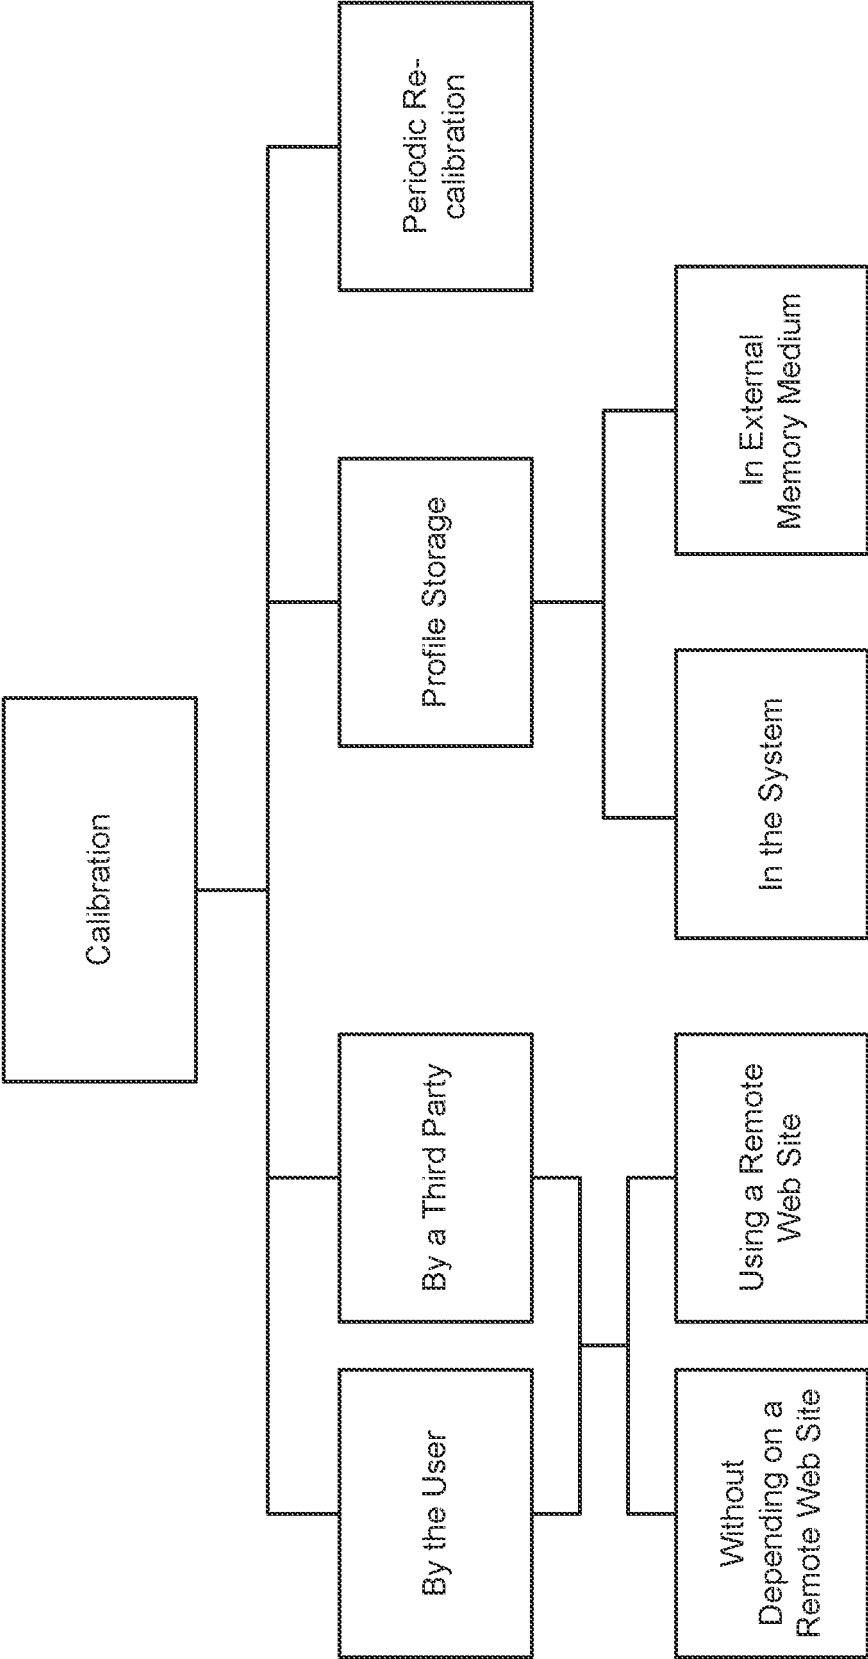 Calibration
By the User
By a Third Party
Profile Storage
Periodic Re-
calibration
Without
Depending on a
Remote Web Site
Using a Remote
Web Site
In the System
In External
Memory Medium